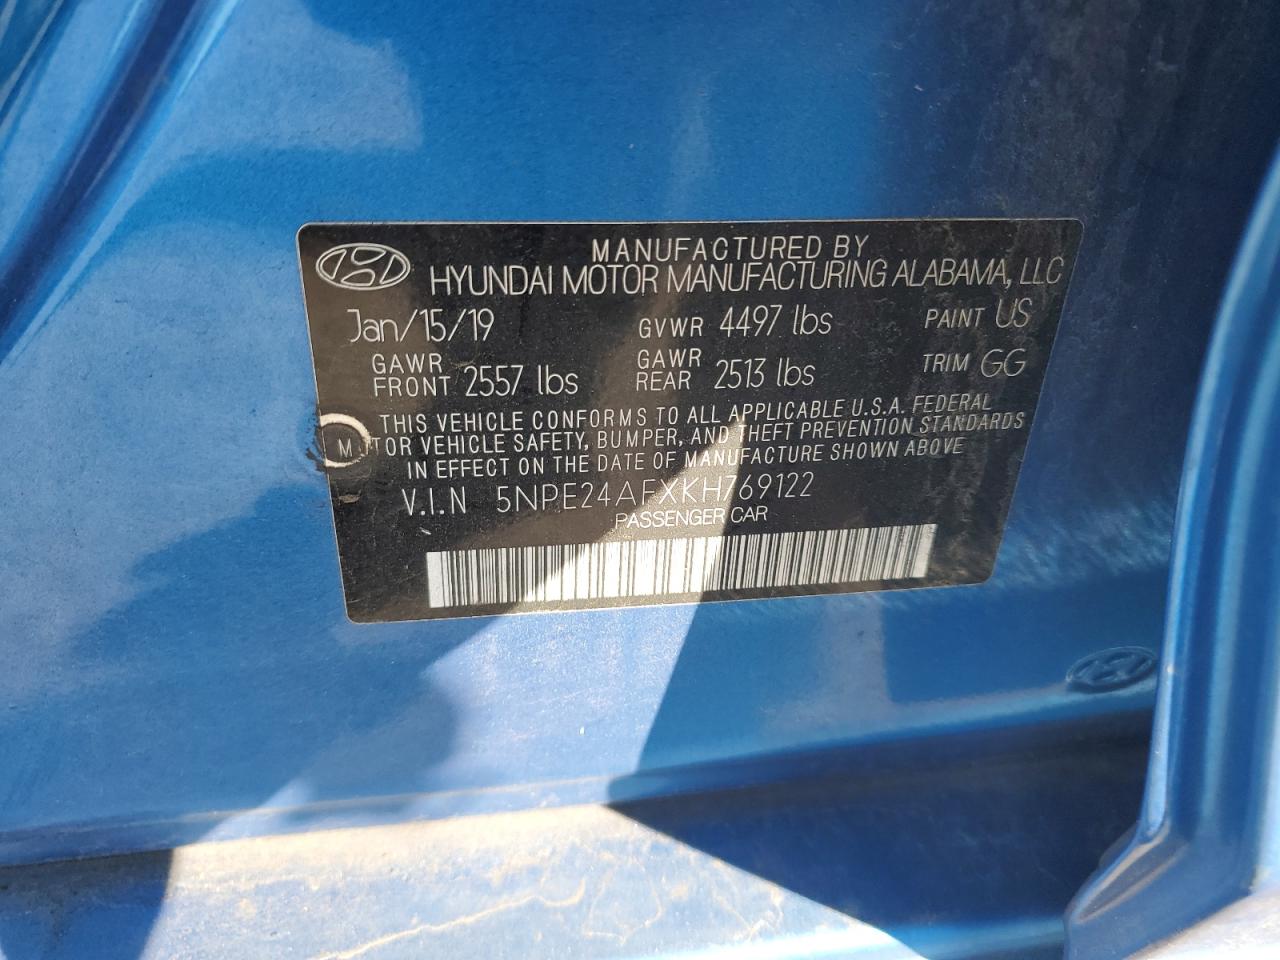 MANUFACTURED BY
HYUNDAI MOTOR MANUFACTURING ALABAMA, LLC
Jan/15/19 GVWR 4497 lbs PAINT US
GAWR FRONT 2557 lbs GAWR REAR 2513 lbs TRIM GG
THIS VEHICLE CONFORMS TO ALL APPLICABLE U.S.A. FEDERAL
MOTOR VEHICLE SAFETY, BUMPER, AND THEFT PREVENTION STANDARDS
IN EFFECT ON THE DATE OF MANUFACTURE SHOWN ABOVE
V.I.N 5NPE24AFXKH769122
PASSENGER CAR